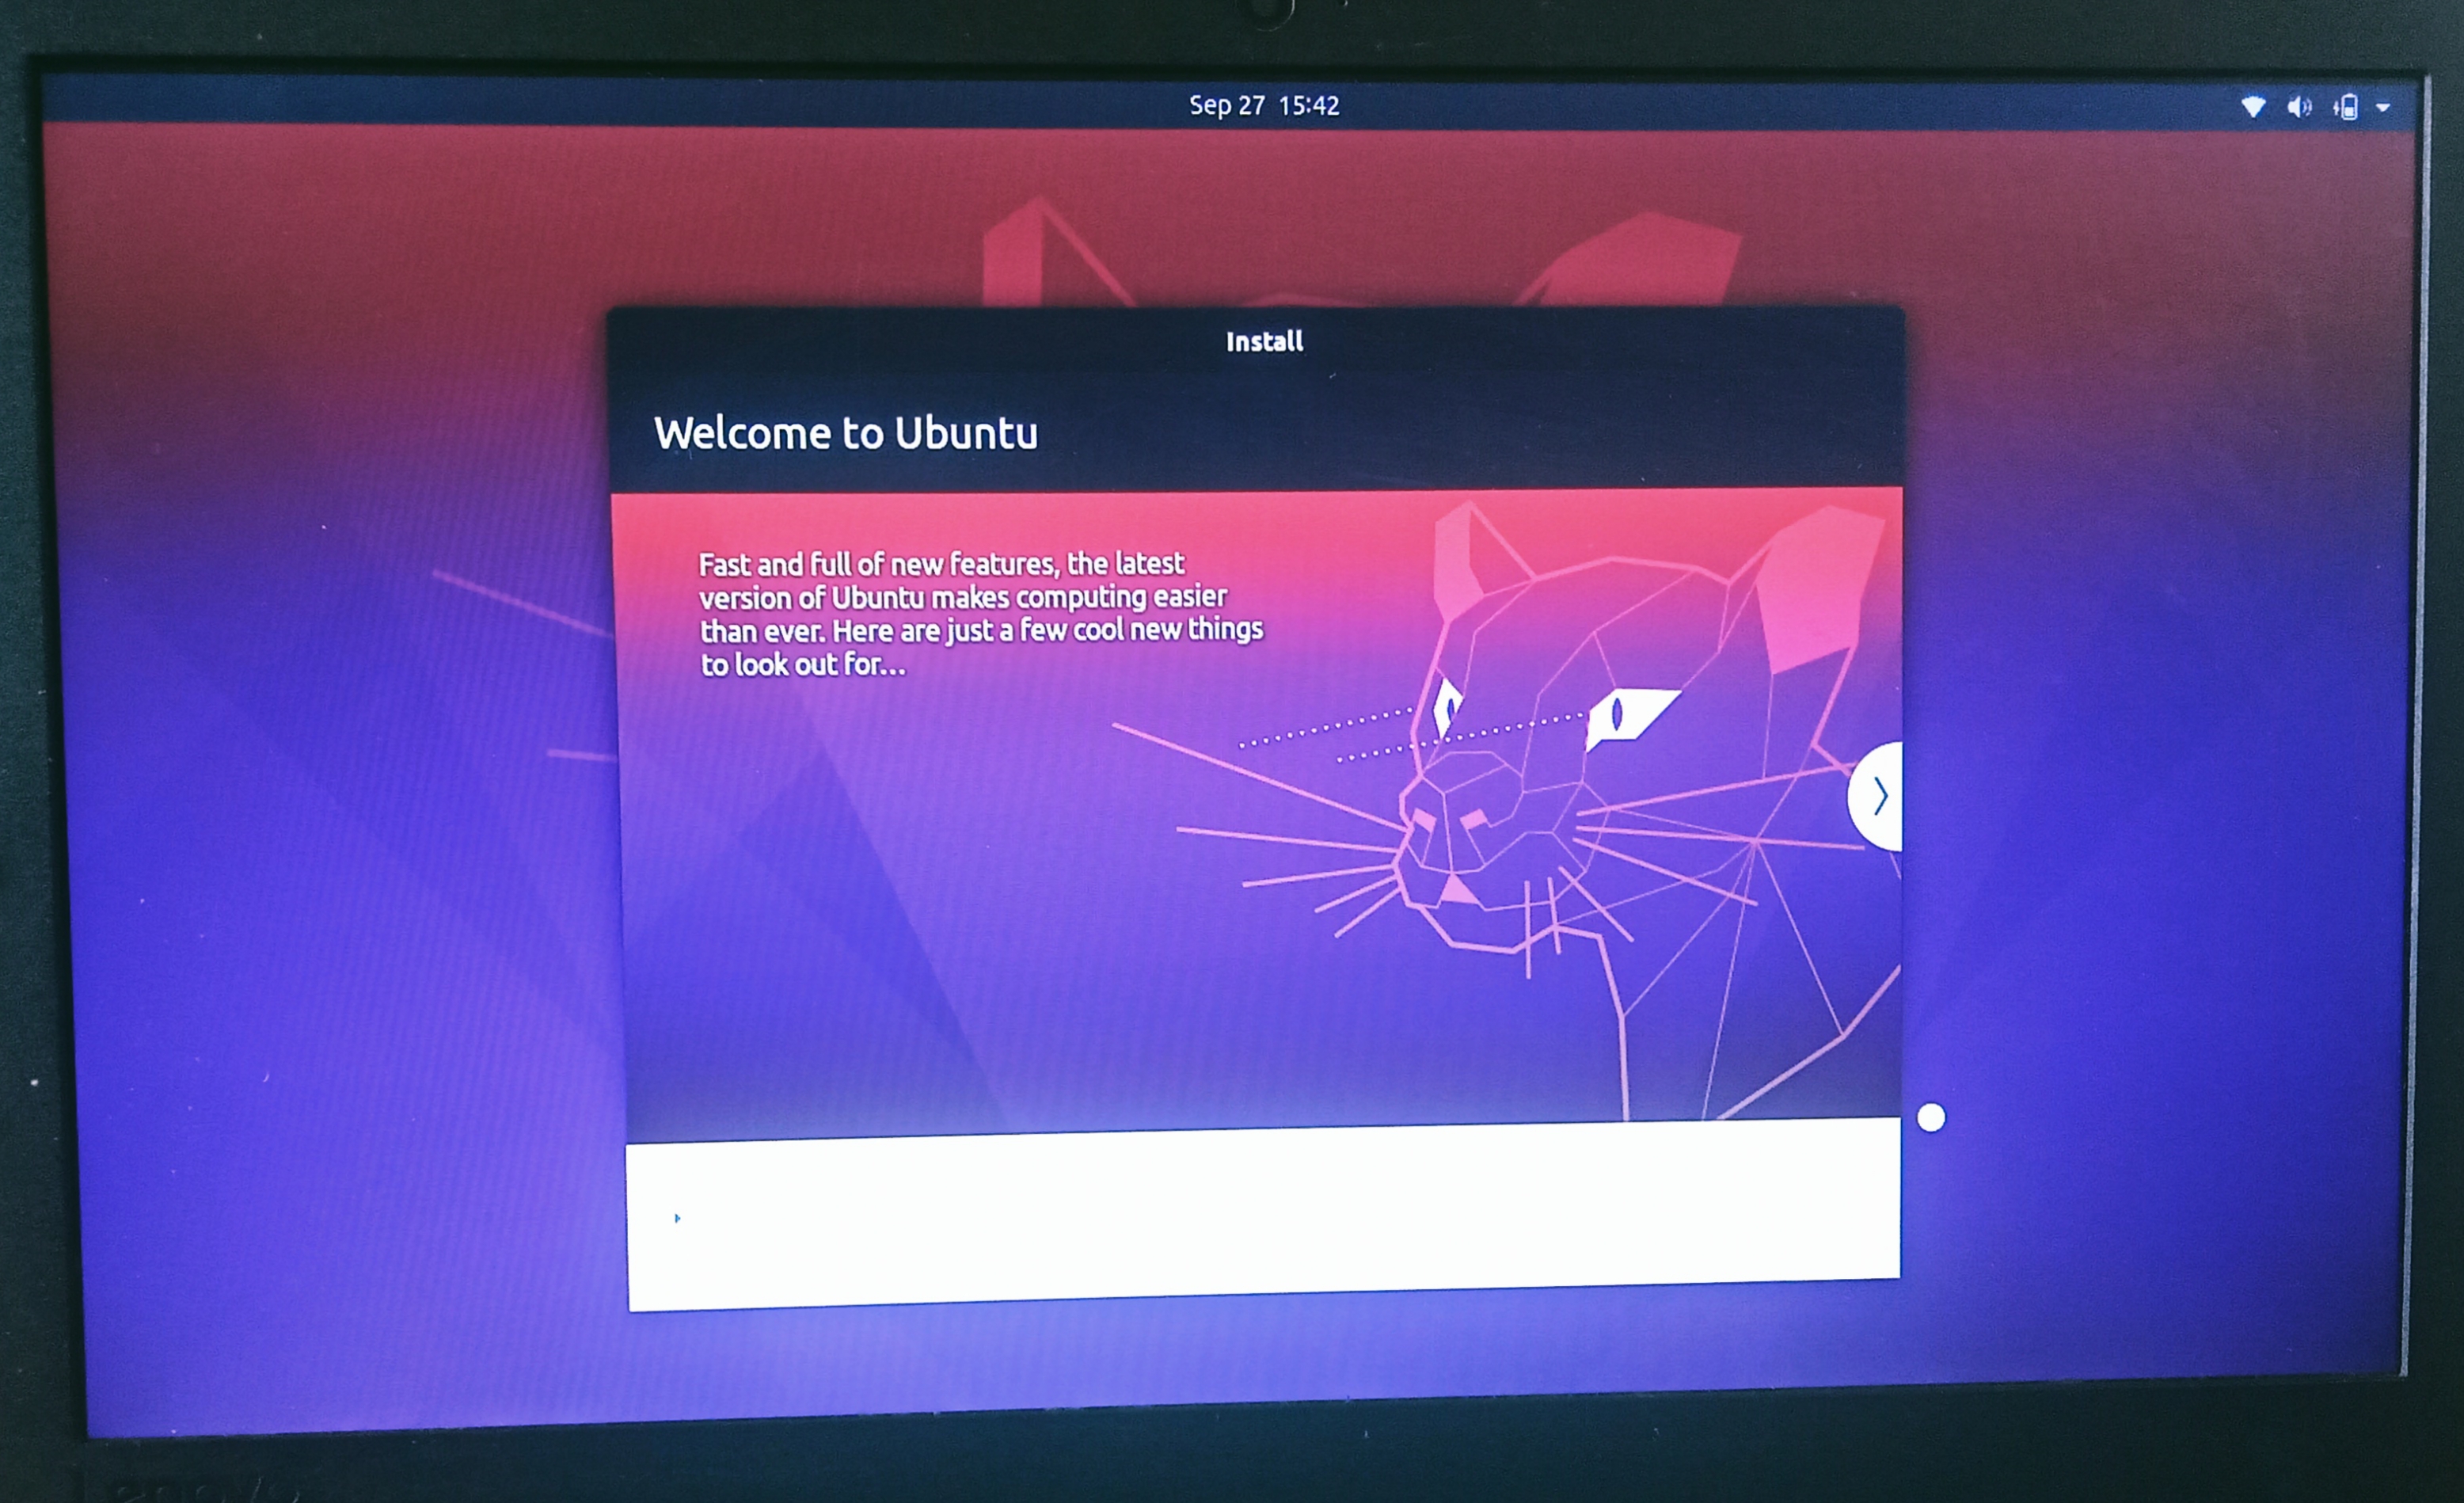 Sep 27 15:42
Install
Welcome to Ubuntu
Fast and full of new features, the latest
version of Ubuntu makes computing easier
than ever. Here are just a few cool new things
to look out for...